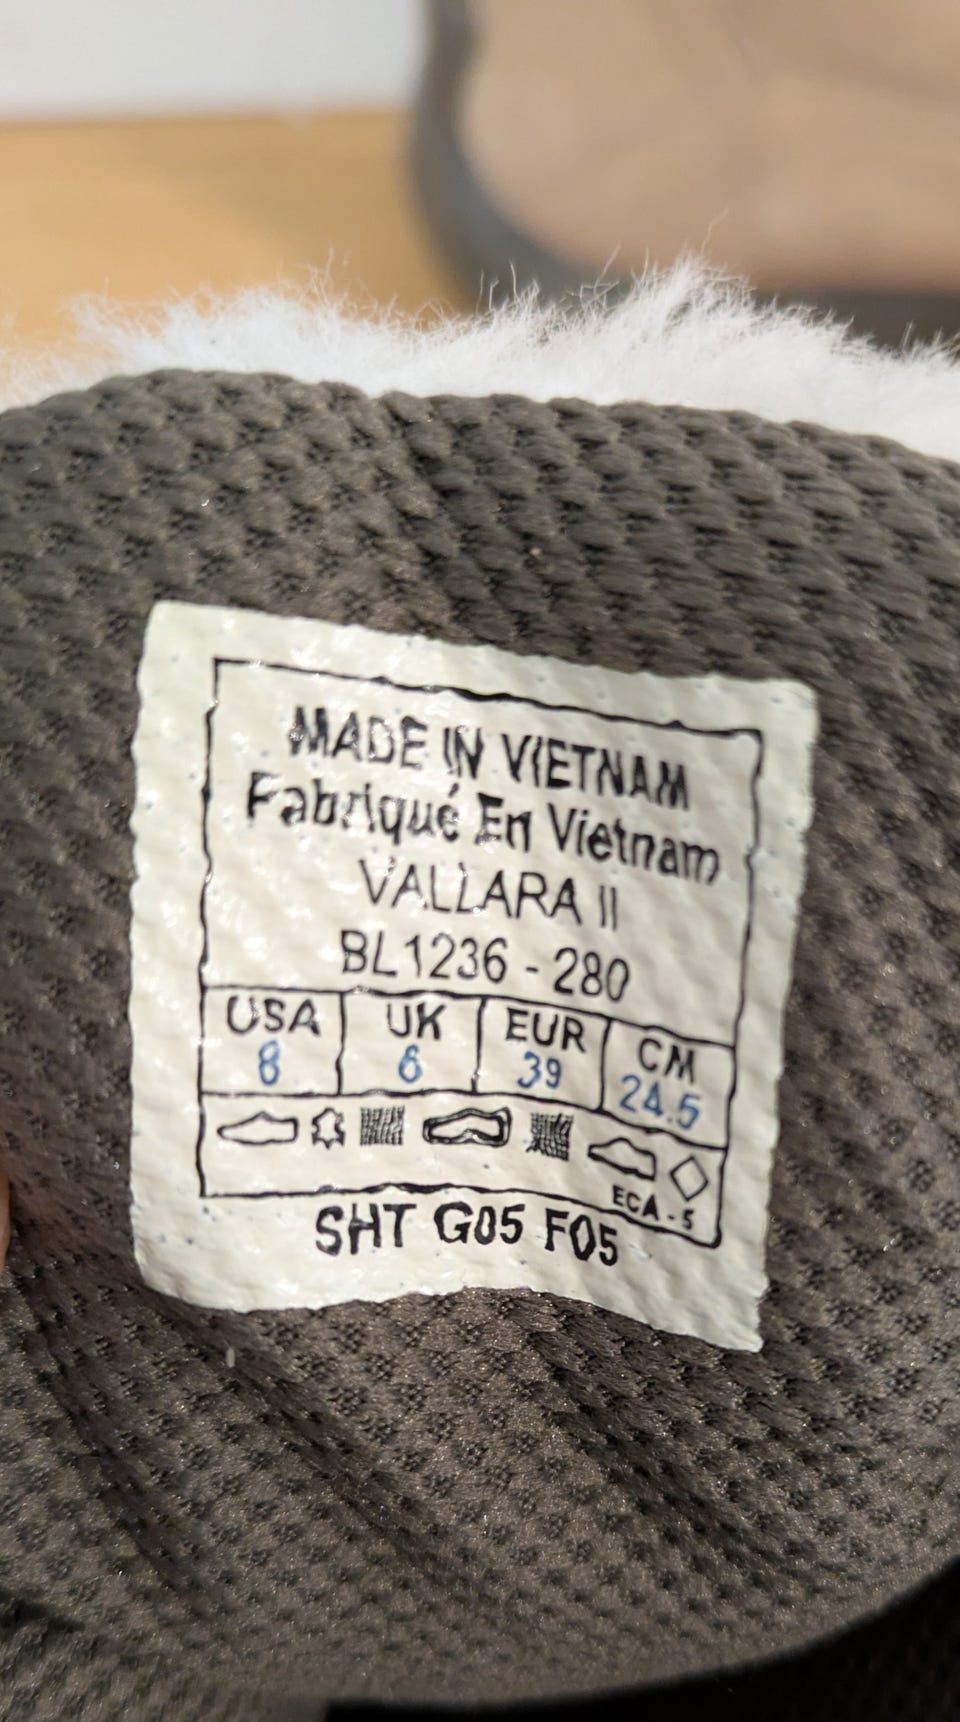 MADE IN VIETNAM
Fabriqué En Vietnam
VALLARA II
BL1236 - 280
USA UK EUR CM
8 6 39 24.5
ECA - 5
SHT G05 F05